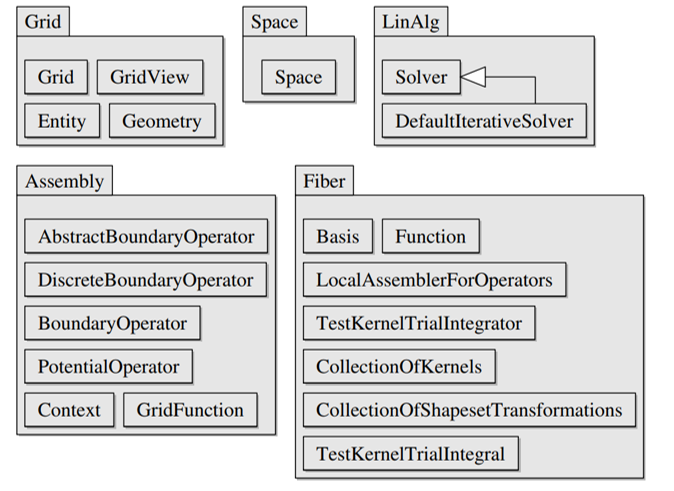 Grid
Grid GridView
Entity Geometry
Space
Space
LinAlg
Solver
DefaultIterativeSolver
Assembly
AbstractBoundaryOperator
DiscreteBoundaryOperator
BoundaryOperator
PotentialOperator
Context GridFunction
Fiber
Basis Function
LocalAssemblerForOperators
TestKernelTrialIntegrator
CollectionOfKernels
CollectionOfShapesetTransformations
TestKernelTrialIntegral